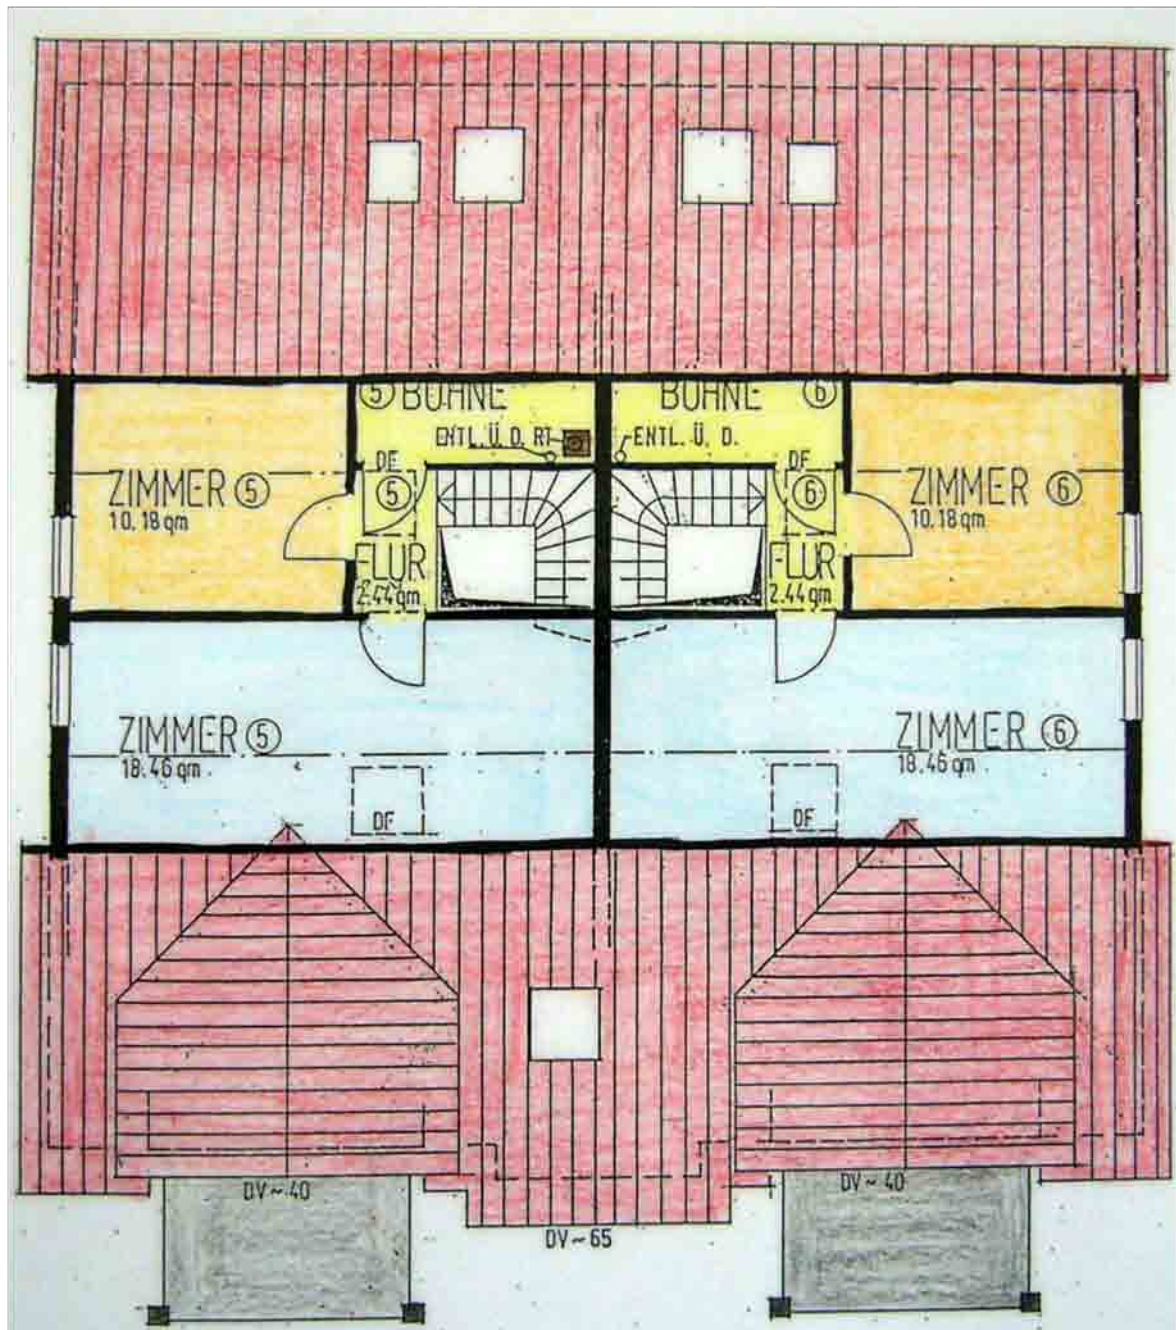 ⑤ BÜHNE
BÜHNE ⑥
ENTL. Ü. D. RT
ENTL. Ü. D.
DF
DF
ZIMMER ⑤
10.18 qm
⑤
⑥
ZIMMER ⑥
10.18 qm
FLUR
2.44 qm
FLUR
2.44 qm
ZIMMER ⑤
18.46 qm
ZIMMER ⑥
18.46 qm
DF
DF
DV ~ 40
DV ~ 40
DV ~ 65